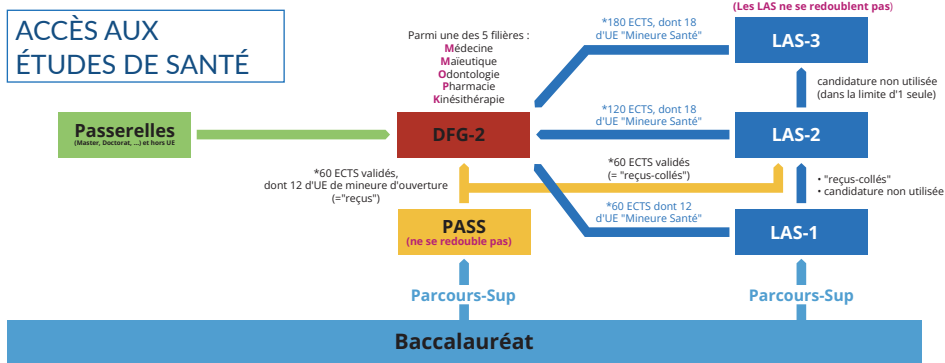 ACCÈS AUX
ÉTUDES DE SANTÉ
Parmi une des 5 filières :
Médecine
Maïeutique
Odontologie
Pharmacie
Kinésithérapie
(Les LAS ne se redoublent pas)
*180 ECTS, dont 18
d'UE "Mineure Santé"
LAS-3
candidature non utilisée
(dans la limite d'1 seule)
Passerelles
(Master, Doctorat, ...) et hors UE
DFG-2
*120 ECTS, dont 18
d'UE "Mineure Santé"
LAS-2
*60 ECTS validés,
dont 12 d'UE de mineure d'ouverture
(="reçus")
*60 ECTS validés
(= "reçus-collés")
• "reçus-collés"
• candidature non utilisée
PASS
(ne se redouble pas)
*60 ECTS dont 12
d'UE "Mineure Santé"
LAS-1
Parcours-Sup
Parcours-Sup
Baccalauréat